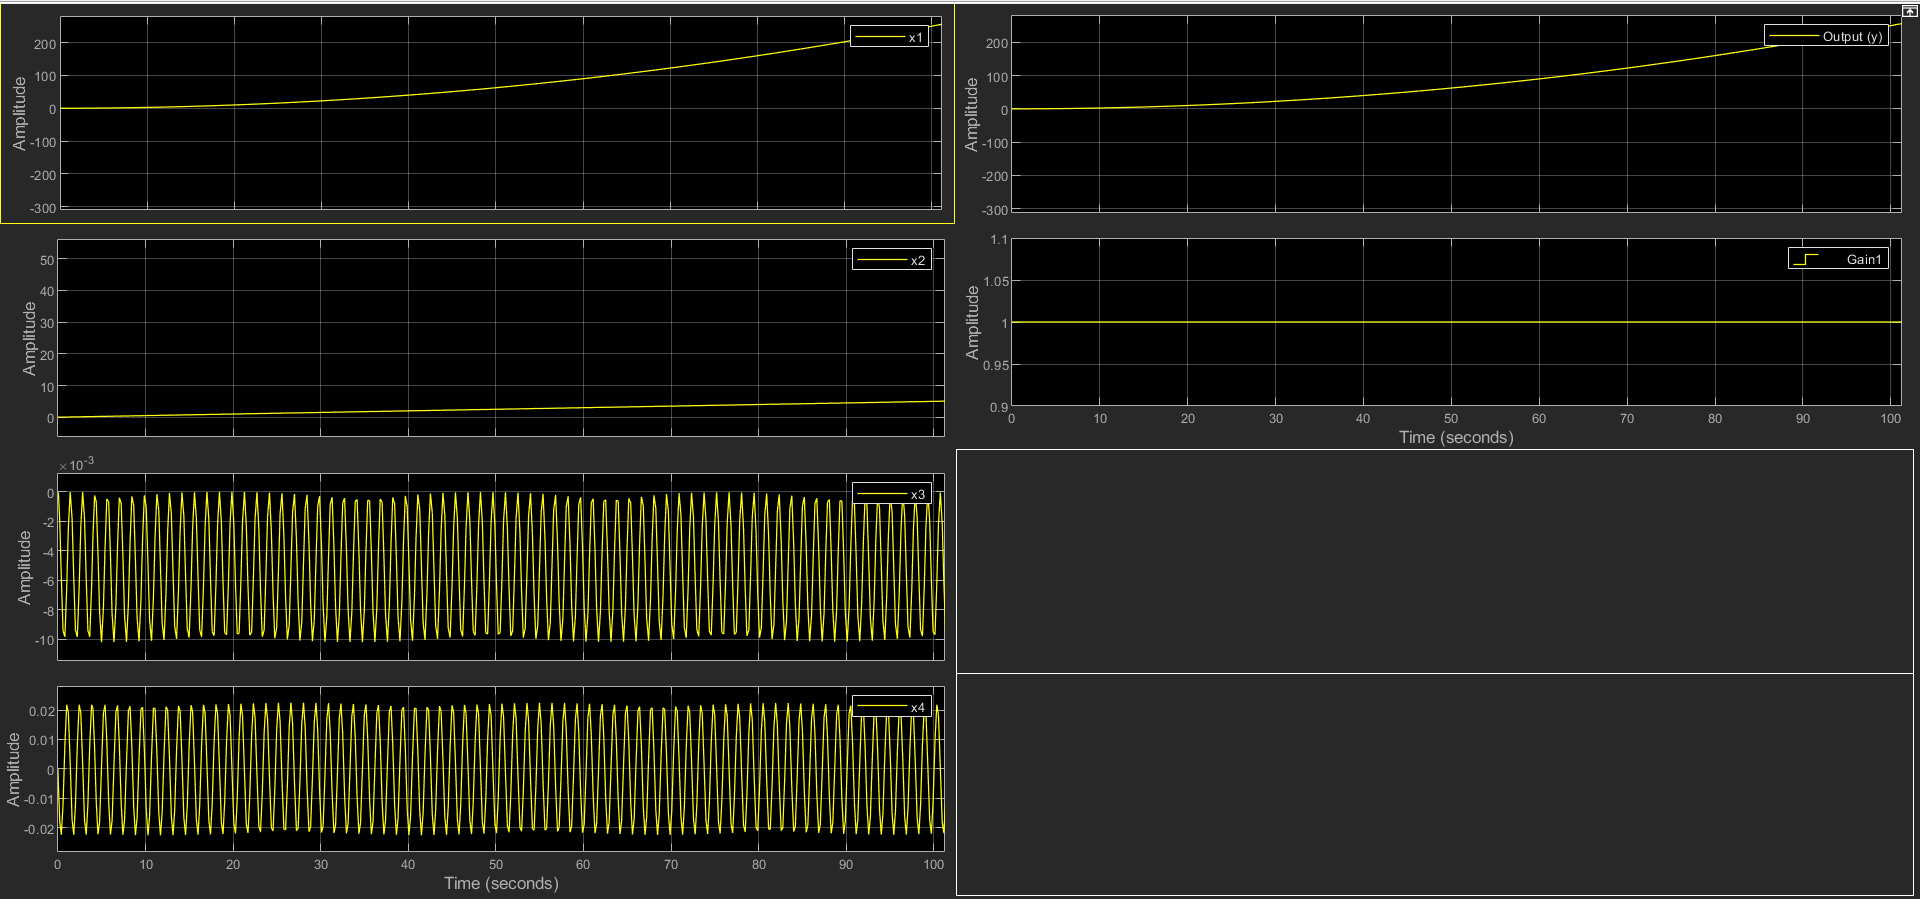 x1
Amplitude
200
100
0
-100
-200
-300
Output (y)
Amplitude
200
100
0
-100
-200
-300
x2
Amplitude
50
40
30
20
10
0
Gain1
Amplitude
1.1
1.05
1
0.95
0.9
0 10 20 30 40 50 60 70 80 90 100
Time (seconds)
×10-3
x3
Amplitude
0
-2
-4
-6
-8
-10
x4
Amplitude
0.02
0.01
0
-0.01
-0.02
0 10 20 30 40 50 60 70 80 90 100
Time (seconds)